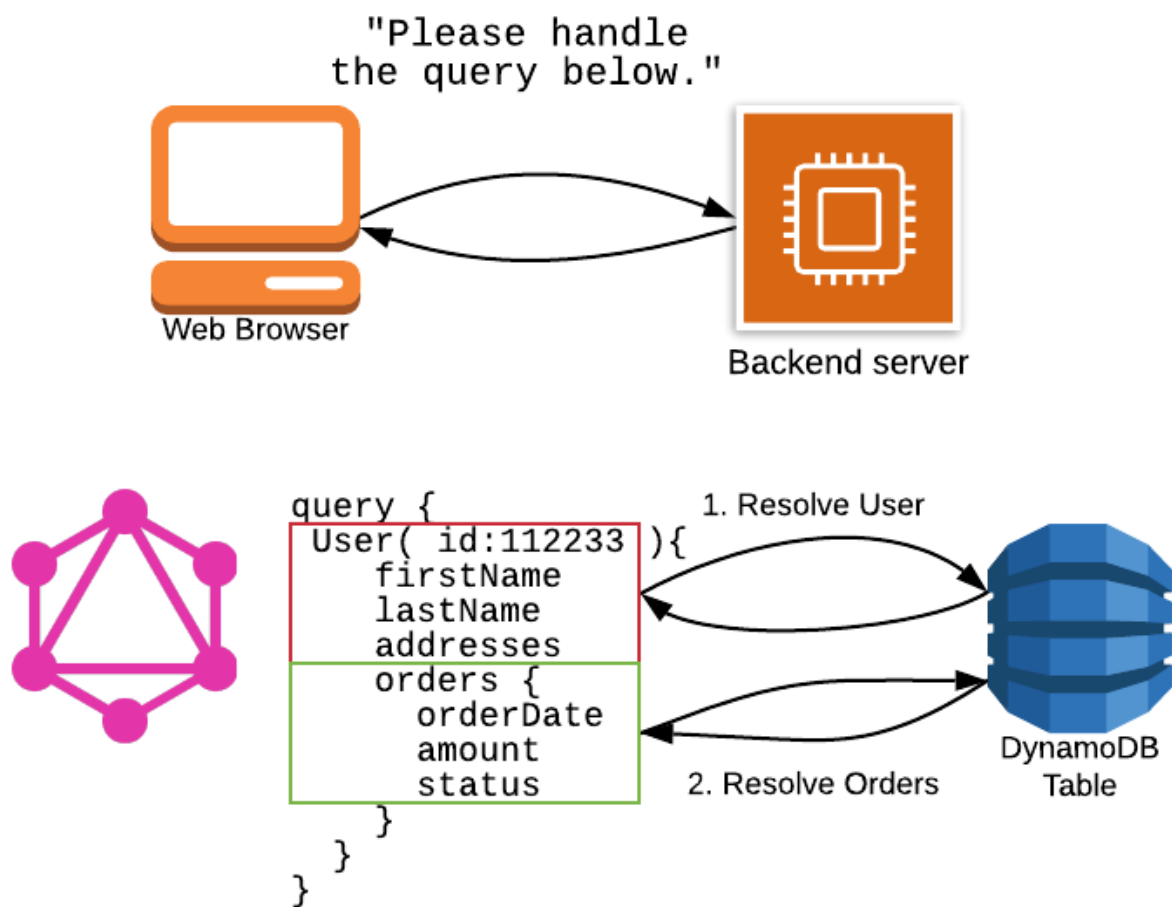 "Please handle
the query below."
Web Browser
Backend server
query {
User( id:112233 ){
firstName
lastName
addresses
orders {
orderDate
amount
status
}
}
}
1. Resolve User
2. Resolve Orders
DynamoDB
Table